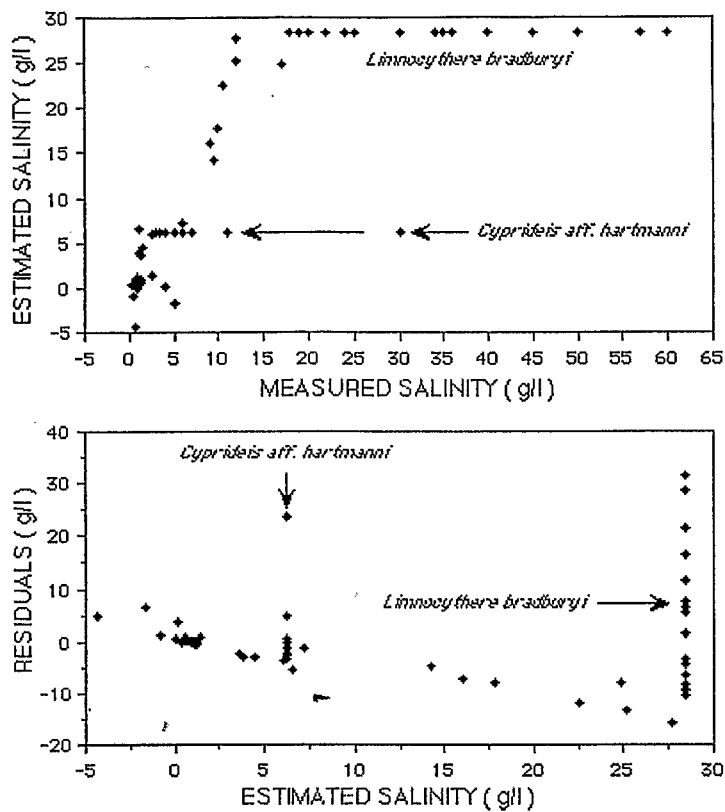 30
25
20
15
10
5
0
-5
ESTIMATED SALINITY (g/l)
Limnocythere bradburyi
Cyprideis aff. hartmanni
-5 0 5 10 15 20 25 30 35 40 45 50 55 60 65
MEASURED SALINITY (g/l)
40
30
20
10
0
-10
-20
RESIDUALS (g/l)
Cyprideis aff. hartmanni
Limnocythere bradburyi
-5 0 5 10 15 20 25 30
ESTIMATED SALINITY (g/l)